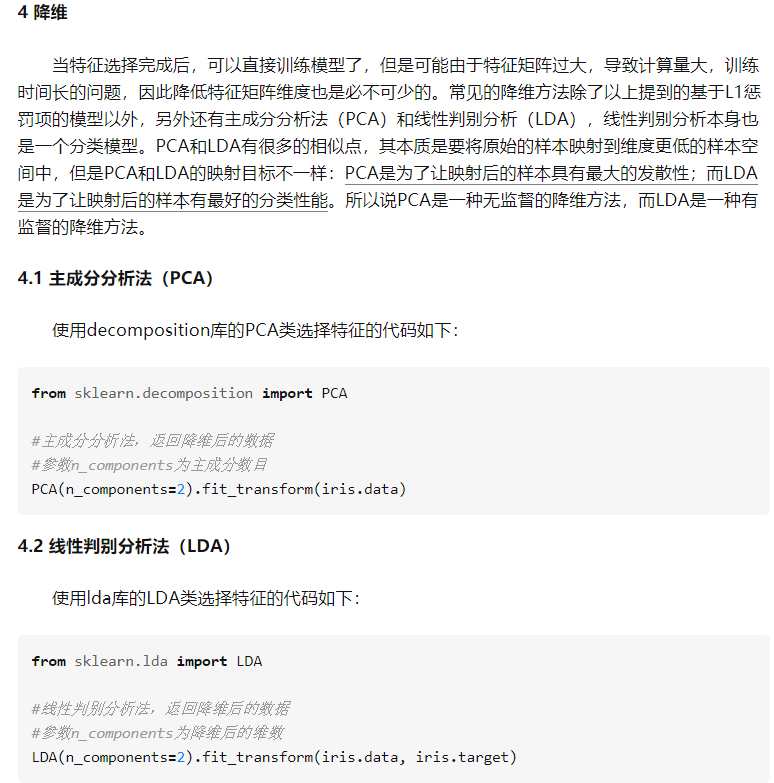 4 降维
当特征选择完成后，可以直接训练模型了，但是可能由于特征矩阵过大，导致计算量大，训练
时间长的问题，因此降低特征矩阵维度也是必不可少的。常见的降维方法除了以上提到的基于L1惩
罚项的模型以外，另外还有主成分分析法（PCA）和线性判别分析（LDA），线性判别分析本身也
是一个分类模型。PCA和LDA有很多的相似点，其本质是要将原始的样本映射到维度更低的样本空
间中，但是PCA和LDA的映射目标不一样：PCA是为了让映射后的样本具有最大的发散性；而LDA
是为了让映射后的样本有最好的分类性能。所以说PCA是一种无监督的降维方法，而LDA是一种有
监督的降维方法。
4.1 主成分分析法（PCA）
使用decomposition库的PCA类选择特征的代码如下：
from sklearn.decomposition import PCA
#主成分分析法，返回降维后的数据
#参数n_components为主成分数目
PCA(n_components=2).fit_transform(iris.data)
4.2 线性判别分析法（LDA）
使用lda库的LDA类选择特征的代码如下：
from sklearn.lda import LDA
#线性判别分析法，返回降维后的数据
#参数n_components为降维后的维数
LDA(n_components=2).fit_transform(iris.data, iris.target)